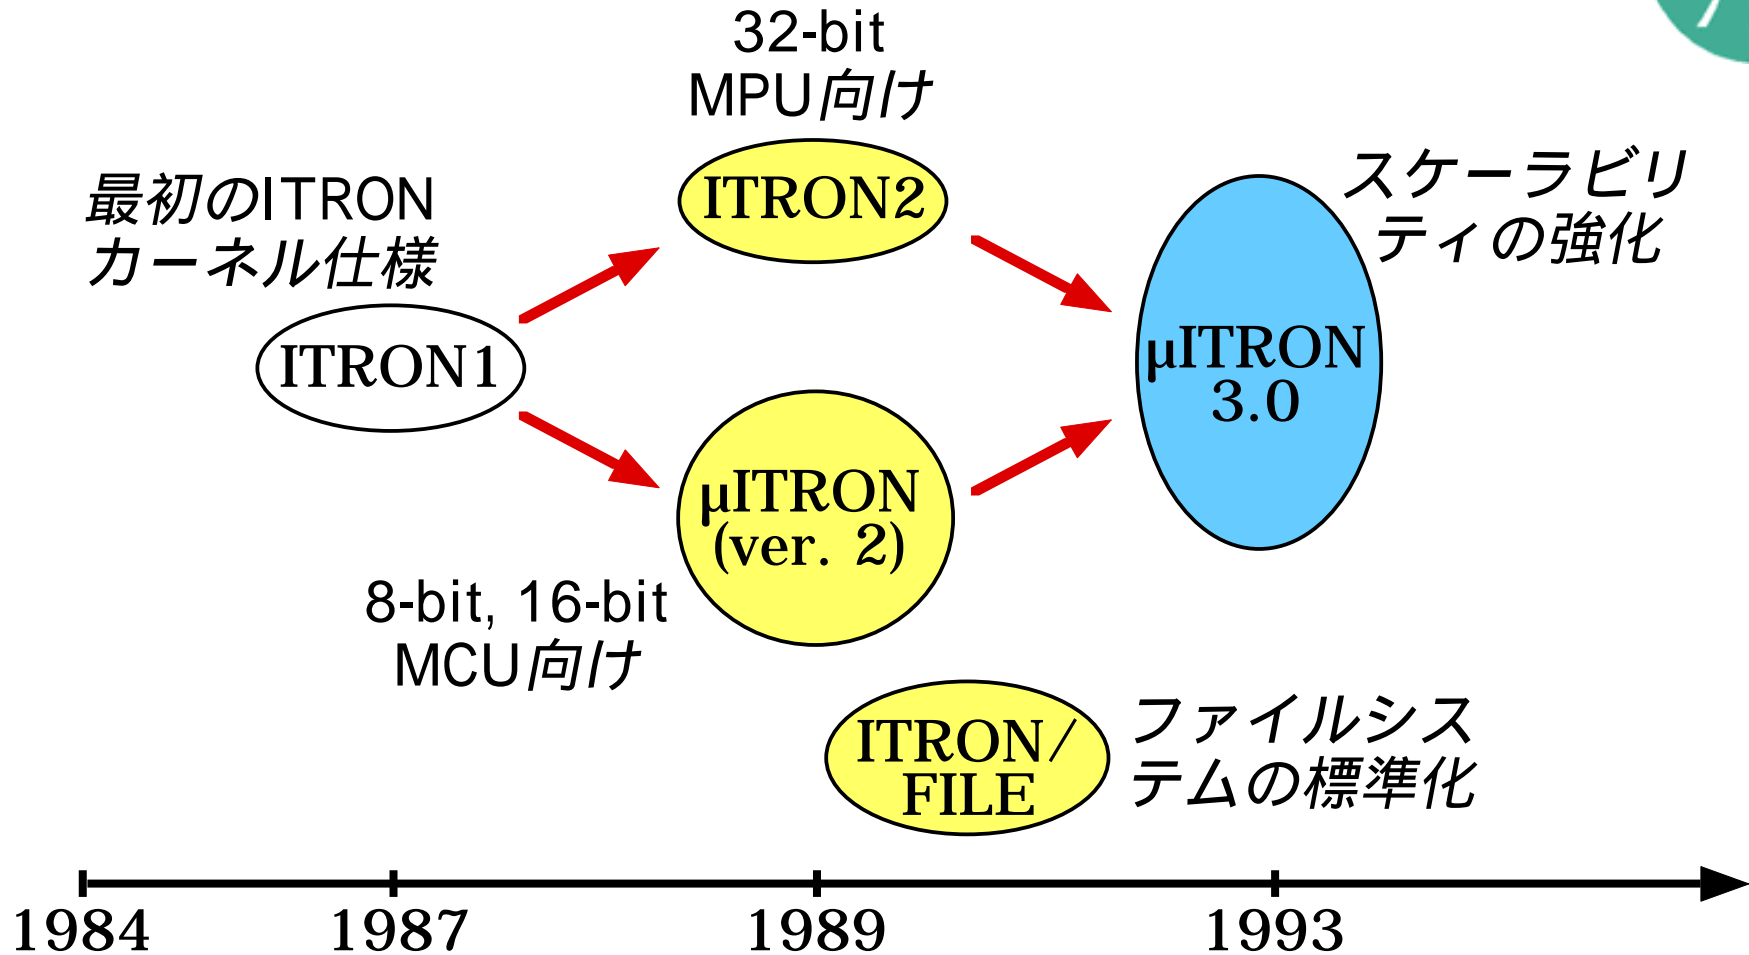 32-bit
MPU向け
ITRON2
最初のITRON
カーネル仕様
ITRON1
スケーラビリ
ティの強化
μITRON
3.0
μITRON
(ver. 2)
8-bit, 16-bit
MCU向け
ITRON/
FILE
ファイルシス
テムの標準化
1984
1987
1989
1993